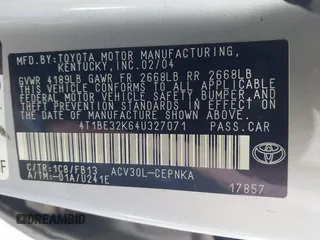 MFD. BY: TOYOTA MOTOR MANUFACTURING,
KENTUCKY, INC. 02/04
GVWR 4189LB GAWR FR 2668LB RR 2668LB
THIS VEHICLE CONFORMS TO ALL APPLICABLE
FEDERAL MOTOR VEHICLE SAFETY, BUMPER, AND
THEFT PREVENTION STANDARDS IN EFFECT ON
THE DATE OF MANUFACTURE SHOWN ABOVE.
4T1BE32K64U327071
PASS. CAR
C/TR:1C8/FB13 ACV30L-CEPNKA
A/TM:-01A/U241E
TOYOTA
17857
F